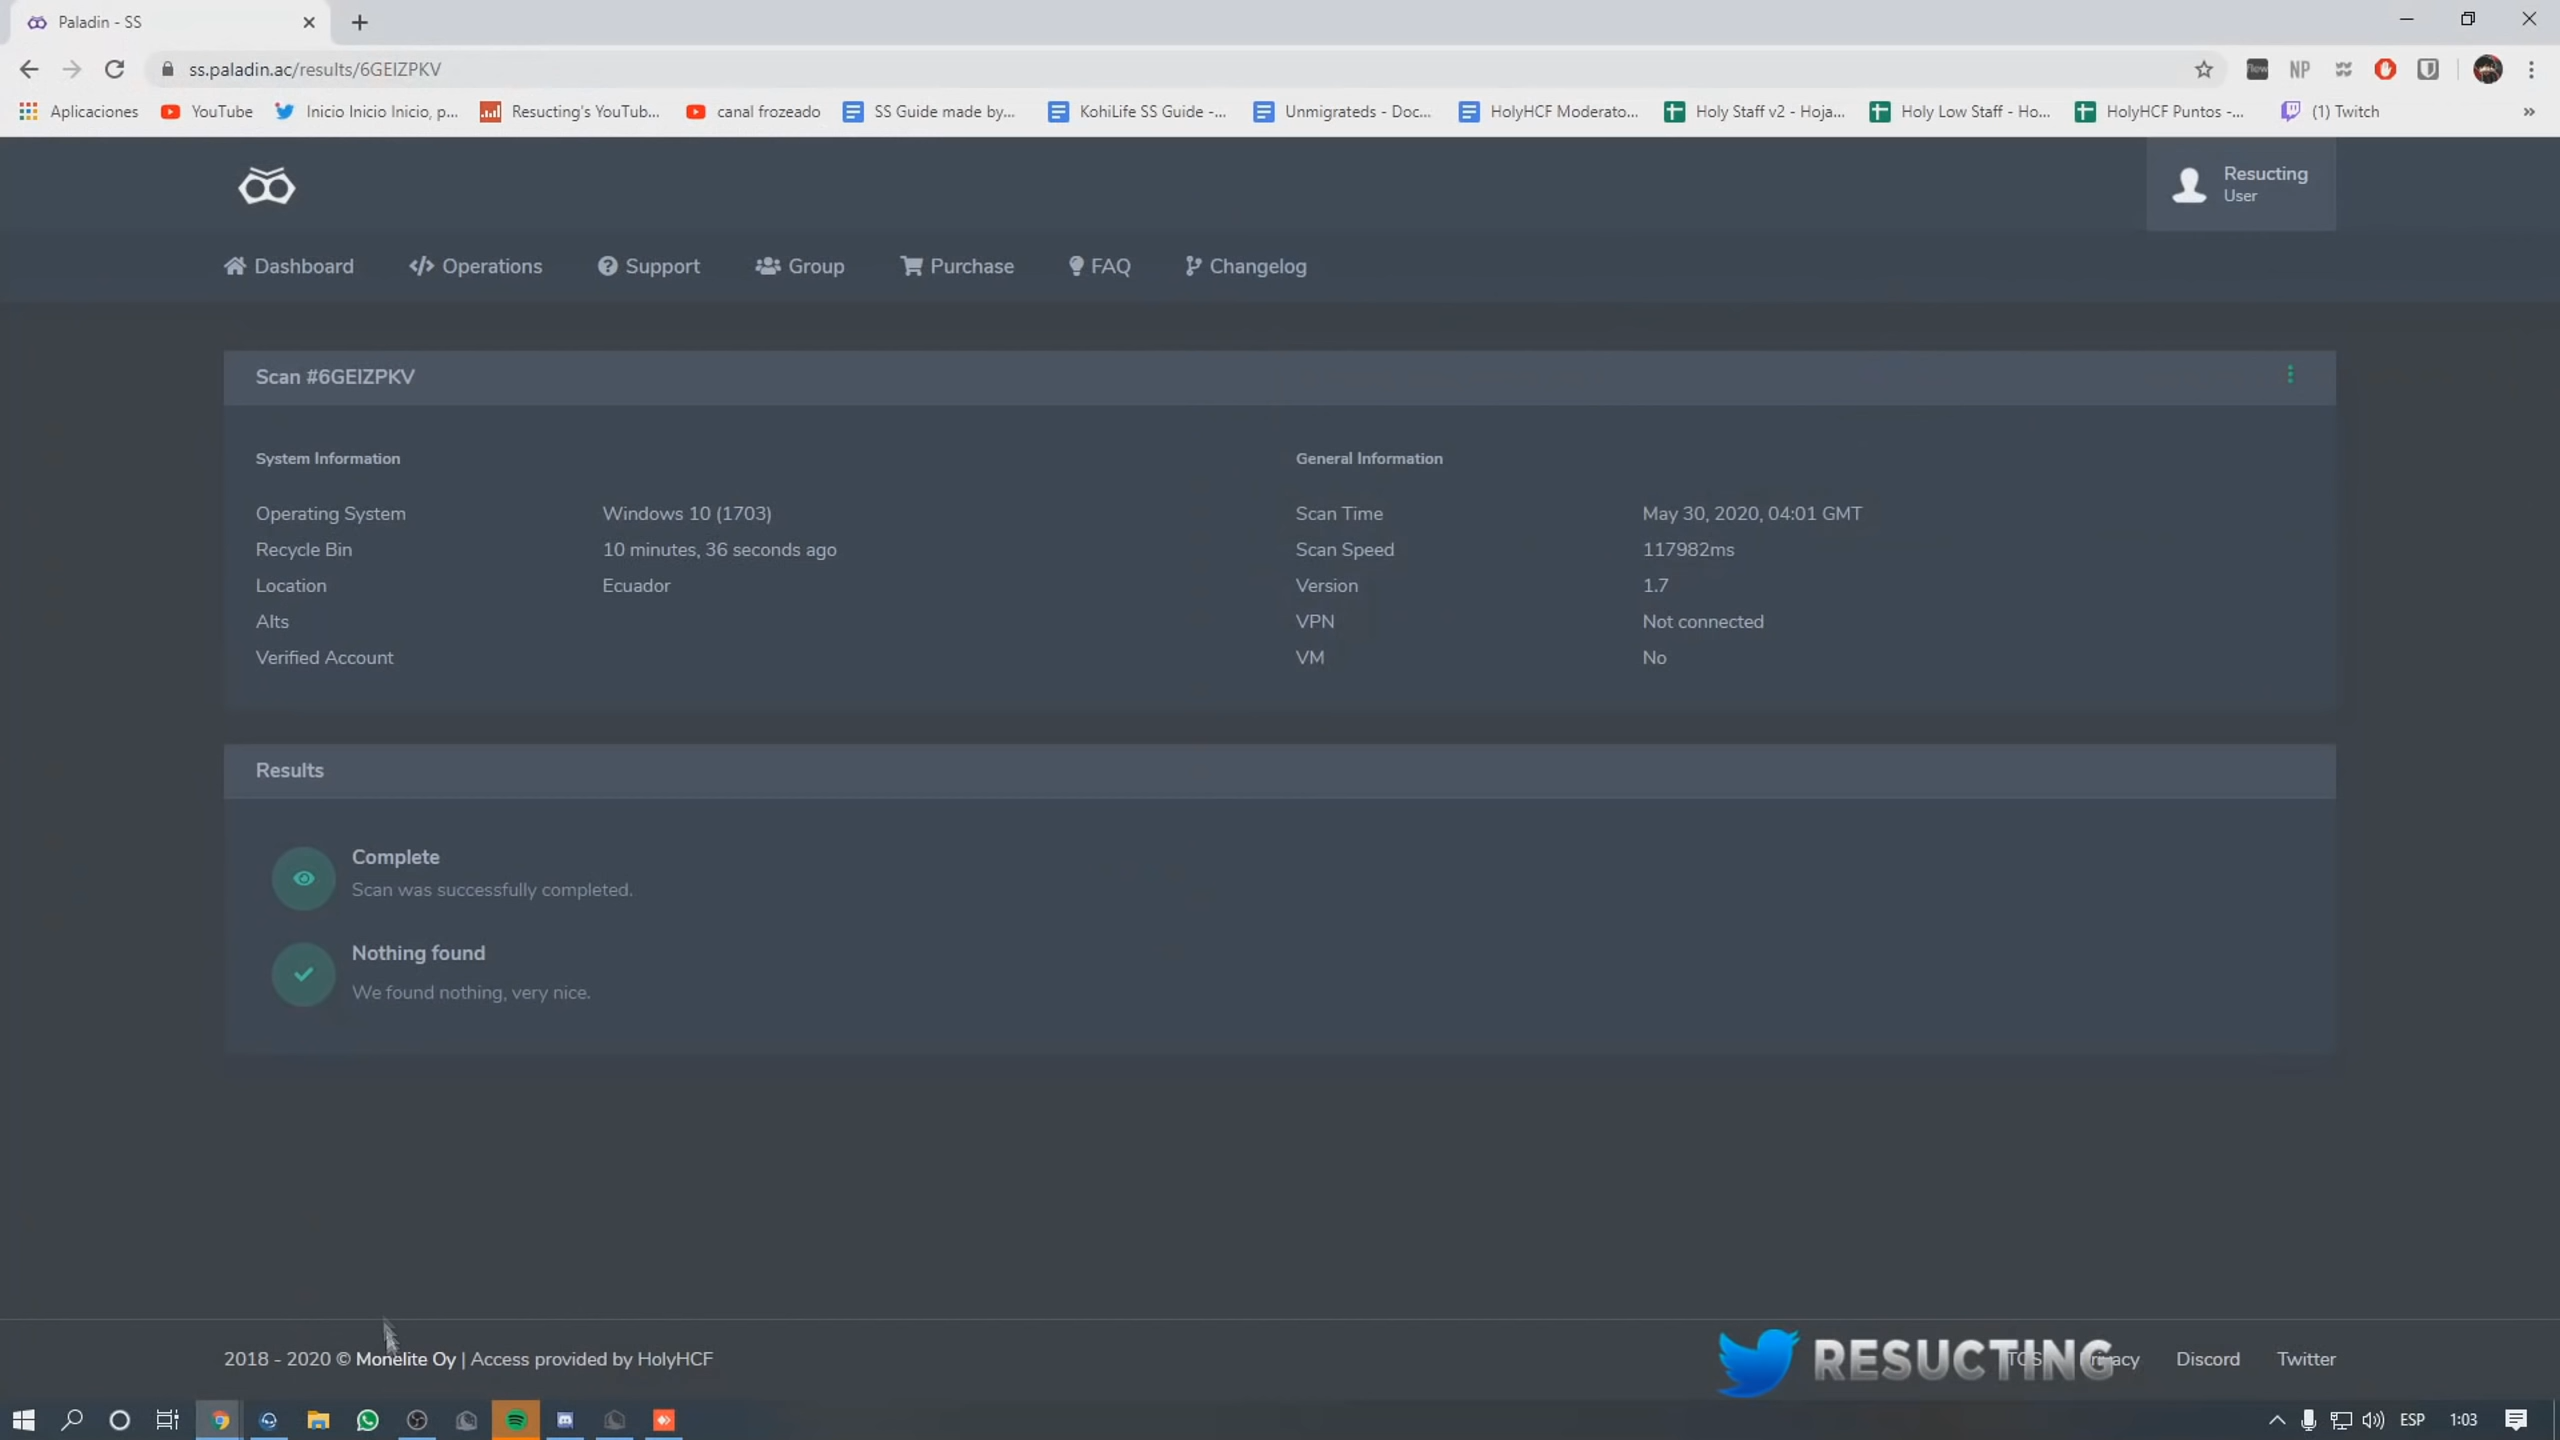 Paladin - SS
ss.paladin.ac/results/6GEIZPKV
NP
Aplicaciones
YouTube
Inicio Inicio Inicio, p...
Resucting's YouTub...
canal frozeado
SS Guide made by...
KohiLife SS Guide -...
Unmigrateds - Doc...
HolyHCF Moderato...
Holy Staff v2 - Hoja...
Holy Low Staff - Ho...
HolyHCF Puntos -...
(1) Twitch
Resucting
User
Dashboard
Operations
Support
Group
Purchase
FAQ
Changelog
Scan #6GEIZPKV
System Information
Operating System Windows 10 (1703)
Recycle Bin 10 minutes, 36 seconds ago
Location Ecuador
Alts
Verified Account
General Information
Scan Time May 30, 2020, 04:01 GMT
Scan Speed 117982ms
Version 1.7
VPN Not connected
VM No
Results
Complete
Scan was successfully completed.
Nothing found
We found nothing, very nice.
2018 - 2020 © Monelite Oy | Access provided by HolyHCF
RESUCTING
TOS
Privacy
Discord
Twitter
ESP
1:03